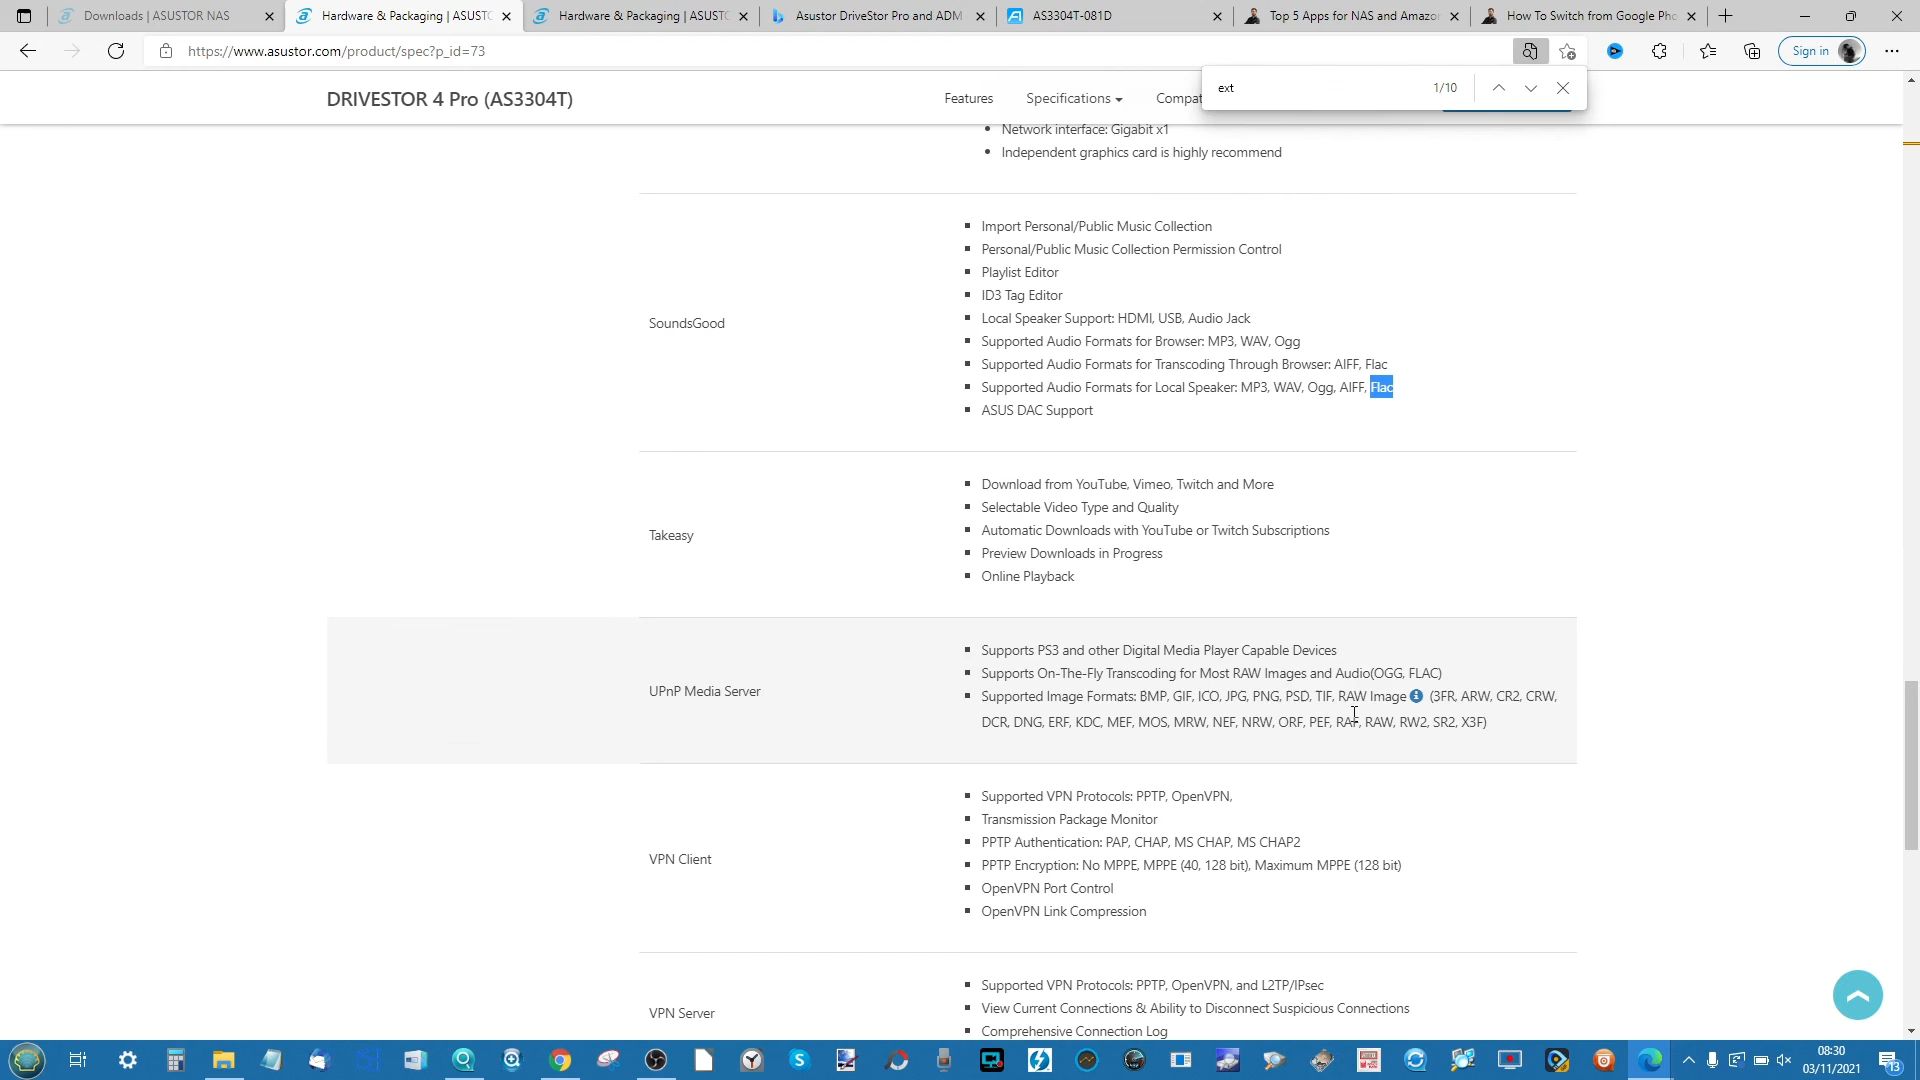 Downloads | ASUSTOR NAS
Hardware & Packaging | ASUST
Hardware & Packaging | ASUST
Asustor DriveStor Pro and ADM
AS3304T-081D
Top 5 Apps for NAS and Amazo
How To Switch from Google Pho
https://www.asustor.com/product/spec?p_id=73
Sign in
ext
1/10
DRIVESTOR 4 Pro (AS3304T)
Features
Specifications
Compat
Network interface: Gigabit x1
Independent graphics card is highly recommend
SoundsGood
Import Personal/Public Music Collection
Personal/Public Music Collection Permission Control
Playlist Editor
ID3 Tag Editor
Local Speaker Support: HDMI, USB, Audio Jack
Supported Audio Formats for Browser: MP3, WAV, Ogg
Supported Audio Formats for Transcoding Through Browser: AIFF, Flac
Supported Audio Formats for Local Speaker: MP3, WAV, Ogg, AIFF, Flac
ASUS DAC Support
Takeasy
Download from YouTube, Vimeo, Twitch and More
Selectable Video Type and Quality
Automatic Downloads with YouTube or Twitch Subscriptions
Preview Downloads in Progress
Online Playback
UPnP Media Server
Supports PS3 and other Digital Media Player Capable Devices
Supports On-The-Fly Transcoding for Most RAW Images and Audio(OGG, FLAC)
Supported Image Formats: BMP, GIF, ICO, JPG, PNG, PSD, TIF, RAW Image (3FR, ARW, CR2, CRW,
DCR, DNG, ERF, KDC, MEF, MOS, MRW, NEF, NRW, ORF, PEF, RAF, RAW, RW2, SR2, X3F)
VPN Client
Supported VPN Protocols: PPTP, OpenVPN,
Transmission Package Monitor
PPTP Authentication: PAP, CHAP, MS CHAP, MS CHAP2
PPTP Encryption: No MPPE, MPPE (40, 128 bit), Maximum MPPE (128 bit)
OpenVPN Port Control
OpenVPN Link Compression
VPN Server
Supported VPN Protocols: PPTP, OpenVPN, and L2TP/IPsec
View Current Connections & Ability to Disconnect Suspicious Connections
Comprehensive Connection Log
08:30
03/11/2021
13